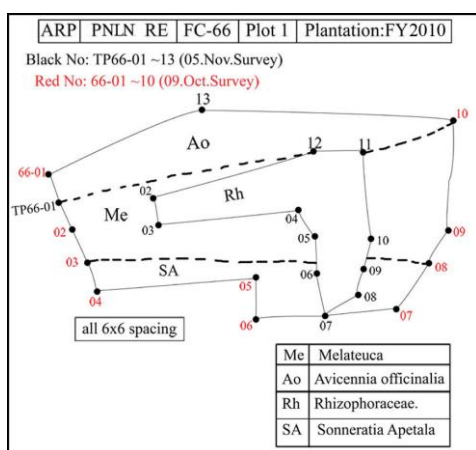 ARP PNLN RE FC-66 Plot 1 Plantation:FY2010
Black No: TP66-01 ~13 (05.Nov.Survey)
Red No: 66-01 ~10 (09.Oct.Survey)
13
10
Ao
12
11
66-01
02
Rh
TP66-01
Me
04
02
03
05
10
09
03
SA
06
09
08
04
05
08
06
07
07
all 6x6 spacing
Me Melateuca
Ao Avicennia officinalia
Rh Rhizophoraceae.
SA Sonneratia Apetala